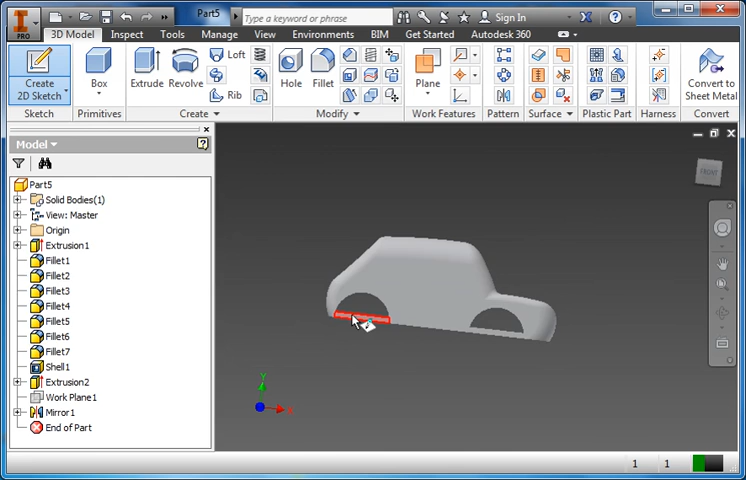 Part5
Type a keyword or phrase
Sign In
PRO
3D Model
Inspect
Tools
Manage
View
Environments
BIM
Get Started
Autodesk 360
Create
2D Sketch
Box
Extrude
Revolve
Loft
Rib
Hole
Fillet
Plane
Convert to
Sheet Metal
Sketch
Primitives
Create
Modify
Work Features
Pattern
Surface
Plastic Part
Harness
Convert
Model
Part5
Solid Bodies(1)
View: Master
Origin
Extrusion1
Fillet1
Fillet2
Fillet3
Fillet4
Fillet5
Fillet6
Fillet7
Shell1
Extrusion2
Work Plane1
Mirror1
End of Part
FRONT
Y
X
1
1